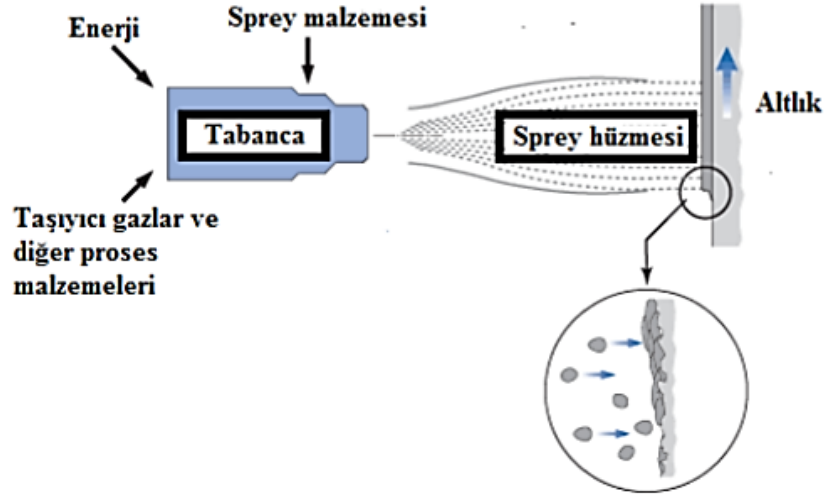 Enerji
Sprey malzemesi
Tabanca
Sprey hüzmesi
Altlık
Taşıyıcı gazlar ve
diğer proses
malzemeleri